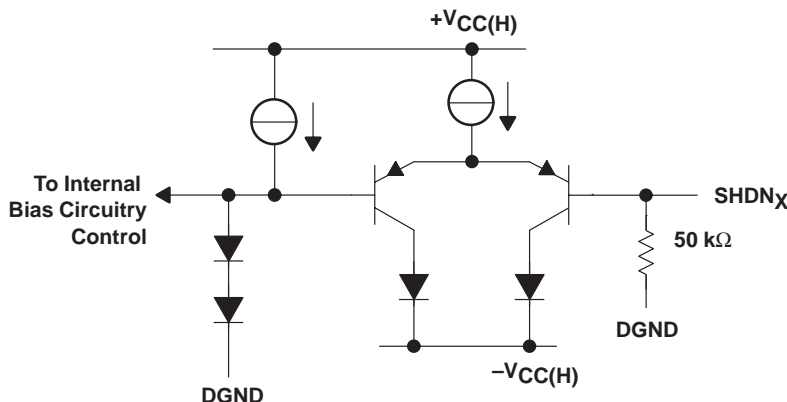 +VCC(H)
To Internal
Bias Circuitry
Control
SHDNX
50 kΩ
DGND
–VCC(H)
DGND